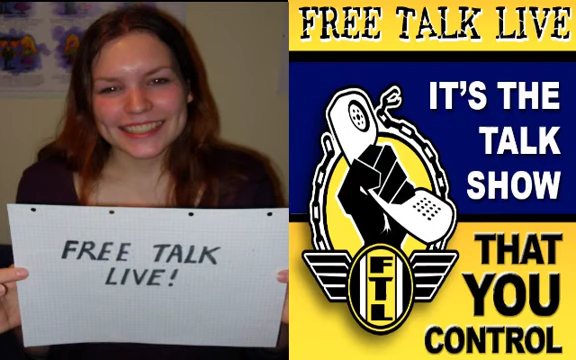 FREE TALK
LIVE!
FREE TALK LIVE
IT'S THE
TALK
SHOW
FTL
THAT
YOU
CONTROL